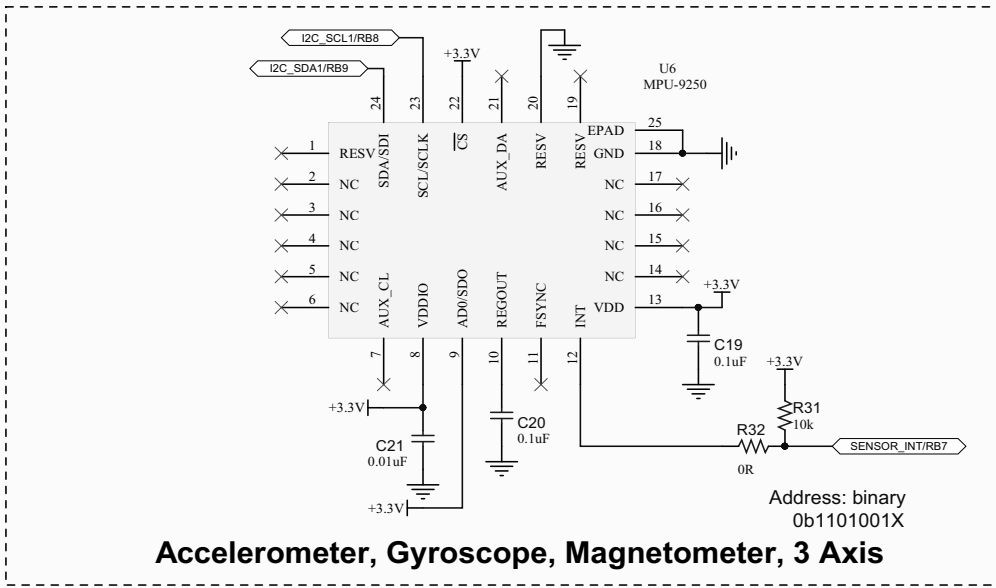 I2C_SCL1/RB8
I2C_SDA1/RB9
+3.3V
U6
MPU-9250
24
23
22
21
20
19
SDA/SDI
SCL/SCLK
CS
AUX_DA
RESV
RESV
1 RESV
2 NC
3 NC
4 NC
5 NC
6 NC
EPAD 25
GND 18
NC 17
NC 16
NC 15
NC 14
VDD 13
+3.3V
AUX_CL
VDDIO
AD0/SDO
REGOUT
FSYNC
INT
7
8
9
10
11
12
C19
0.1uF
+3.3V
+3.3V
R31
10k
C20
0.1uF
R32
0R
SENSOR_INT/RB7
C21
0.01uF
+3.3V
Address: binary
0b1101001X
Accelerometer, Gyroscope, Magnetometer, 3 Axis